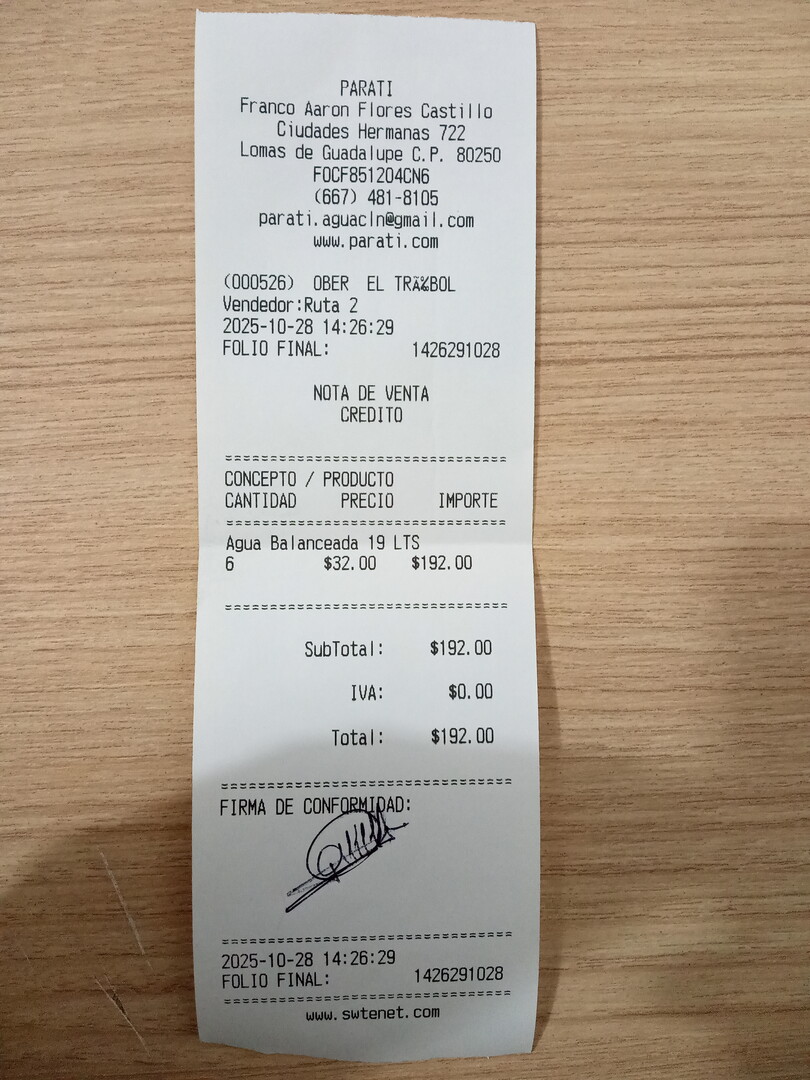 PARATI
Franco Aaron Flores Castillo
Ciudades Hermanas 722
Lomas de Guadalupe C.P. 80250
FOCF851204CN6
(667) 481-8105
parati.aguacln@gmail.com
www.parati.com
(000526) OBER EL TRÃ‰BOL
Vendedor:Ruta 2
2025-10-28 14:26:29
FOLIO FINAL: 1426291028
NOTA DE VENTA
CREDITO
CONCEPTO / PRODUCTO
CANTIDAD PRECIO IMPORTE
Agua Balanceada 19 LTS
6 $32.00 $192.00
SubTotal: $192.00
IVA: $0.00
Total: $192.00
FIRMA DE CONFORMIDAD:
2025-10-28 14:26:29
FOLIO FINAL: 1426291028
www.swtenet.com